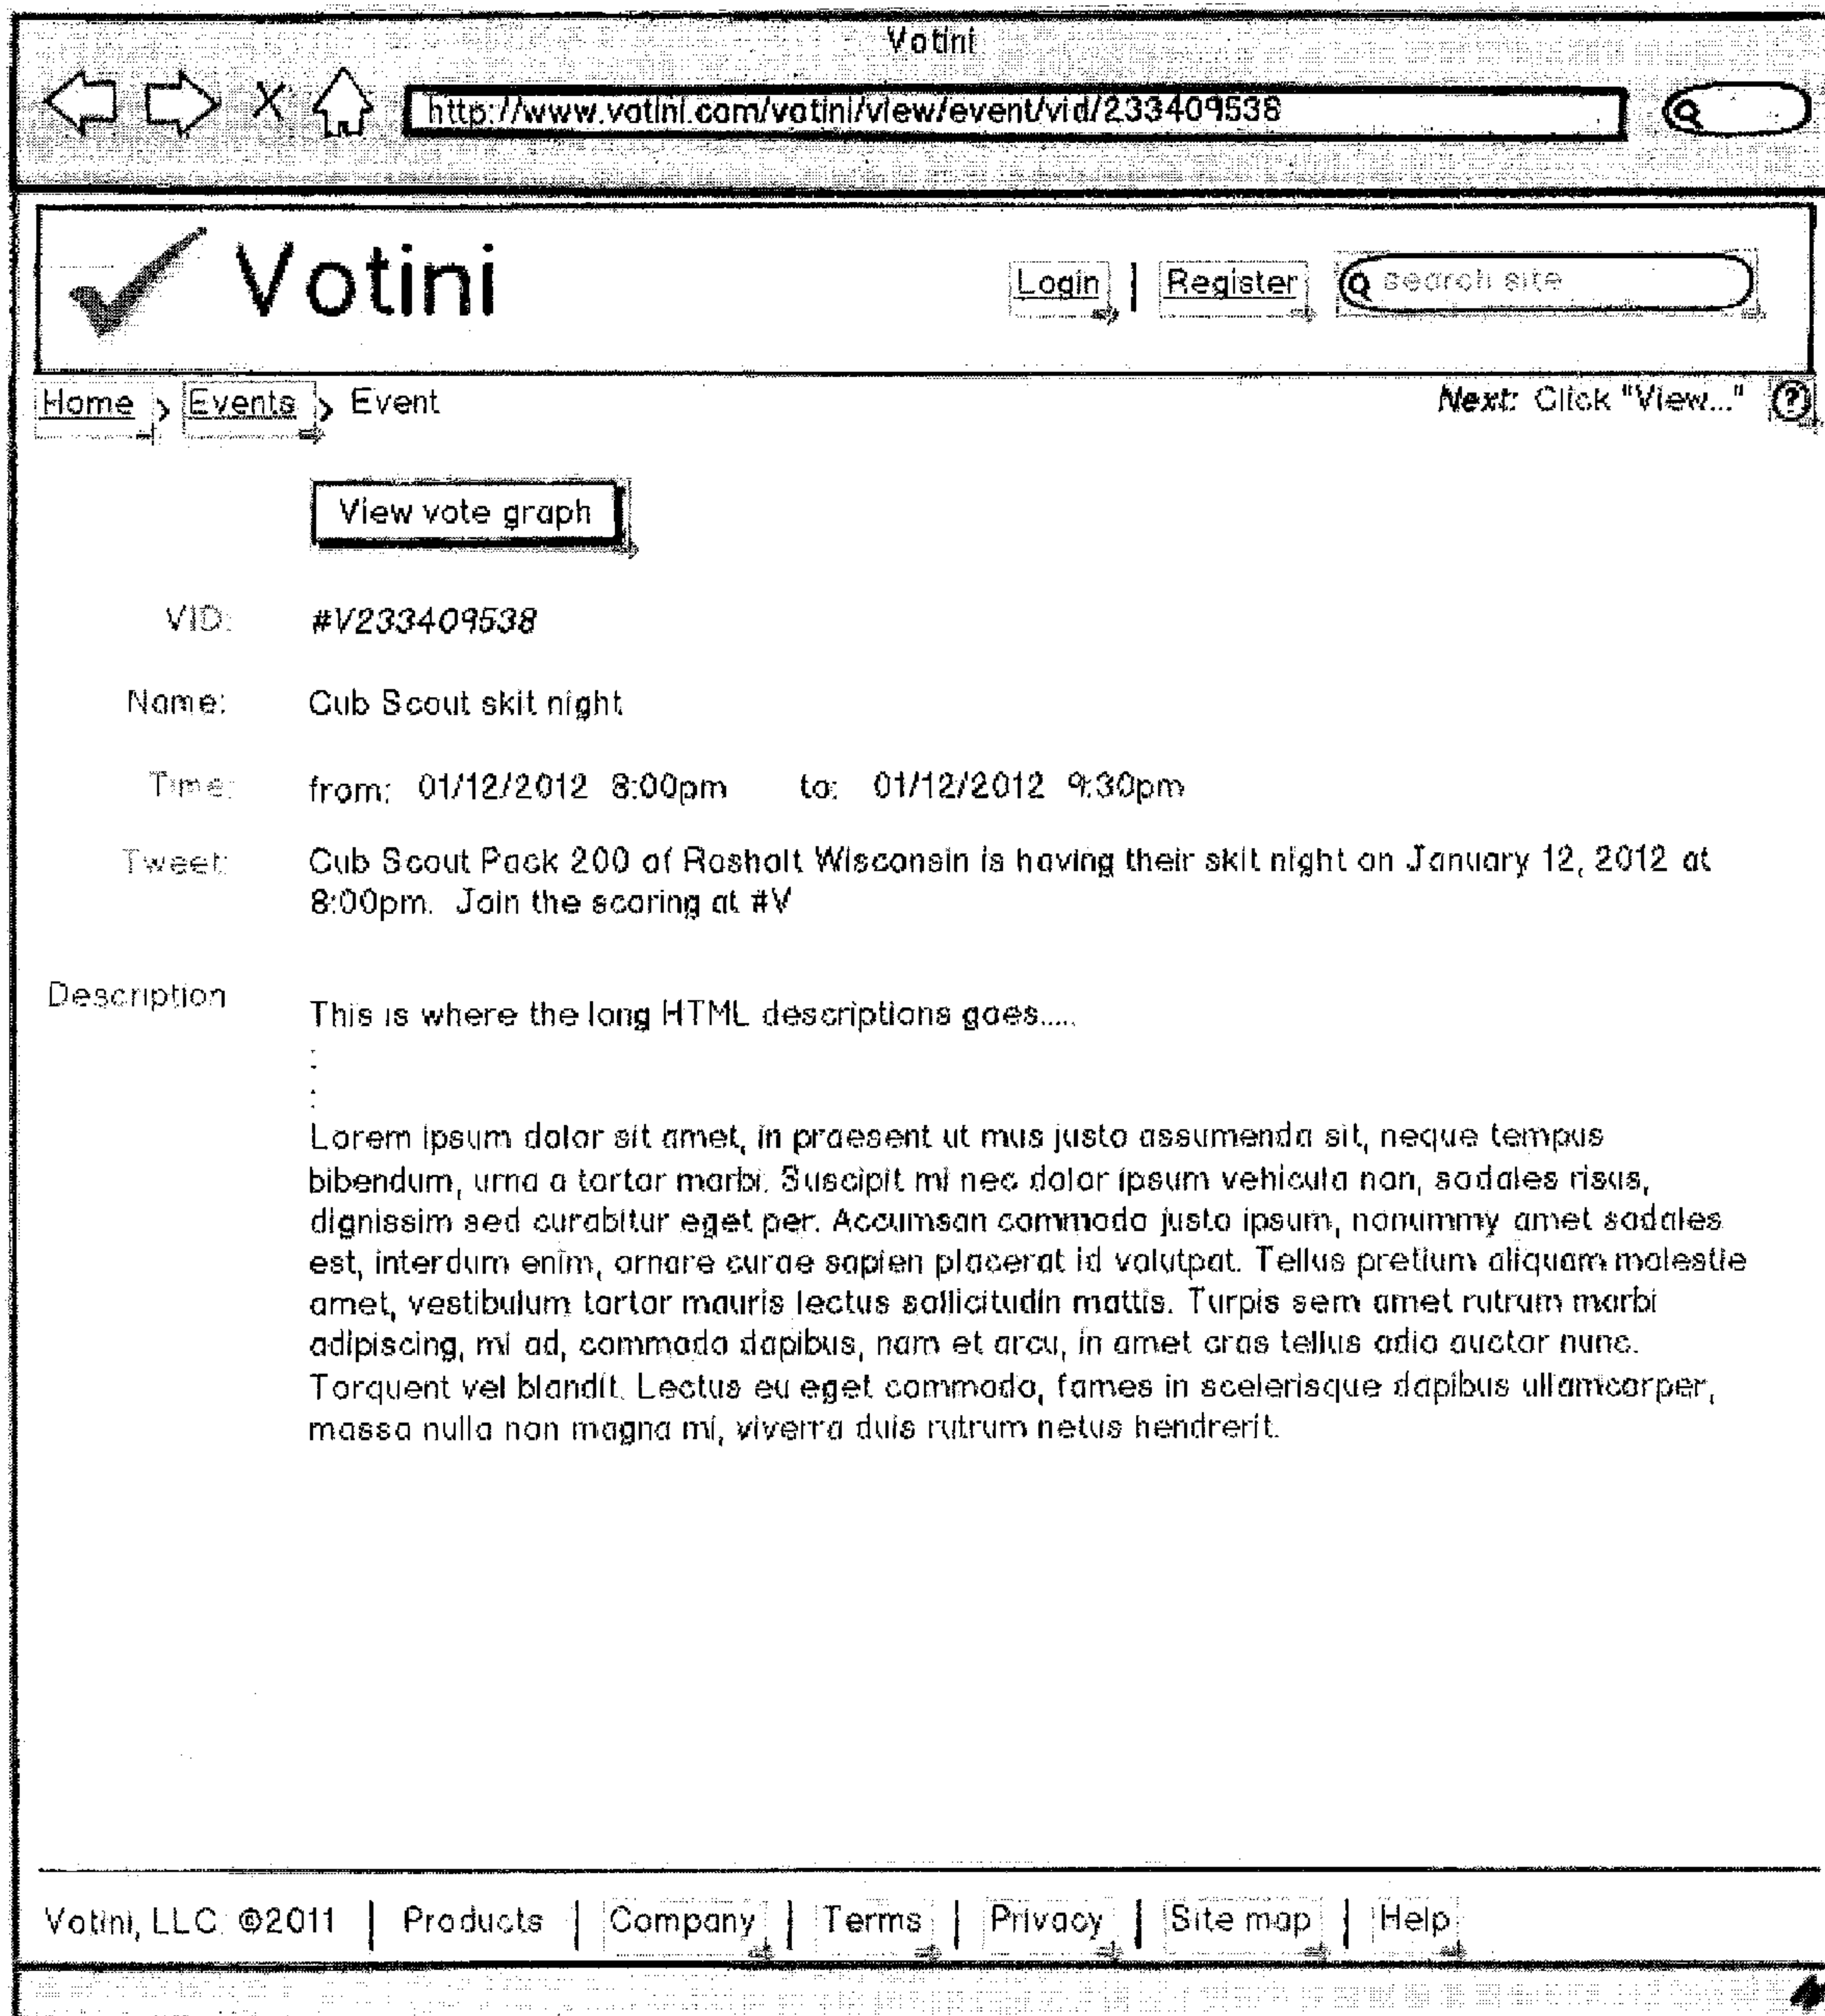 Votini
http://www.votini.com/votini/view/event/vid/233409538
Votini
Login | Register search site
Home > Events > Event Next: Click "View..." ?
View vote graph
VID: #V233409538
Name: Cub Scout skit night
Time: from: 01/12/2012 8:00pm to: 01/12/2012 9:30pm
Tweet: Cub Scout Pack 200 of Rosholt Wisconsin is having their skit night on January 12, 2012 at
8:00pm. Join the scoring at #V
Description
This is where the long HTML descriptions goes.....
:
:
Lorem ipsum dolor sit amet, in praesent ut mus justo assumenda sit, neque tempus
bibendum, urna a tortor morbi. Suscipit mi nec dolor ipsum vehicula non, sodales risus,
dignissim sed curabitur eget per. Accumsan commodo justo ipsum, nonummy amet sodales
est, interdum enim, ornare curae sapien placerat id volutpat. Tellus pretium aliquam molestie
amet, vestibulum tortor mauris lectus sollicitudin mattis. Turpis sem amet rutrum morbi
adipiscing, mi ad, commodo dapibus, nam et arcu, in amet cras tellus odio auctor nunc.
Torquent vel blandit. Lectus eu eget commodo, fames in scelerisque dapibus ullamcorper,
massa nulla non magna mi, viverra duis rutrum netus hendrerit.
Votini, LLC. ©2011 | Products | Company | Terms | Privacy | Site map | Help